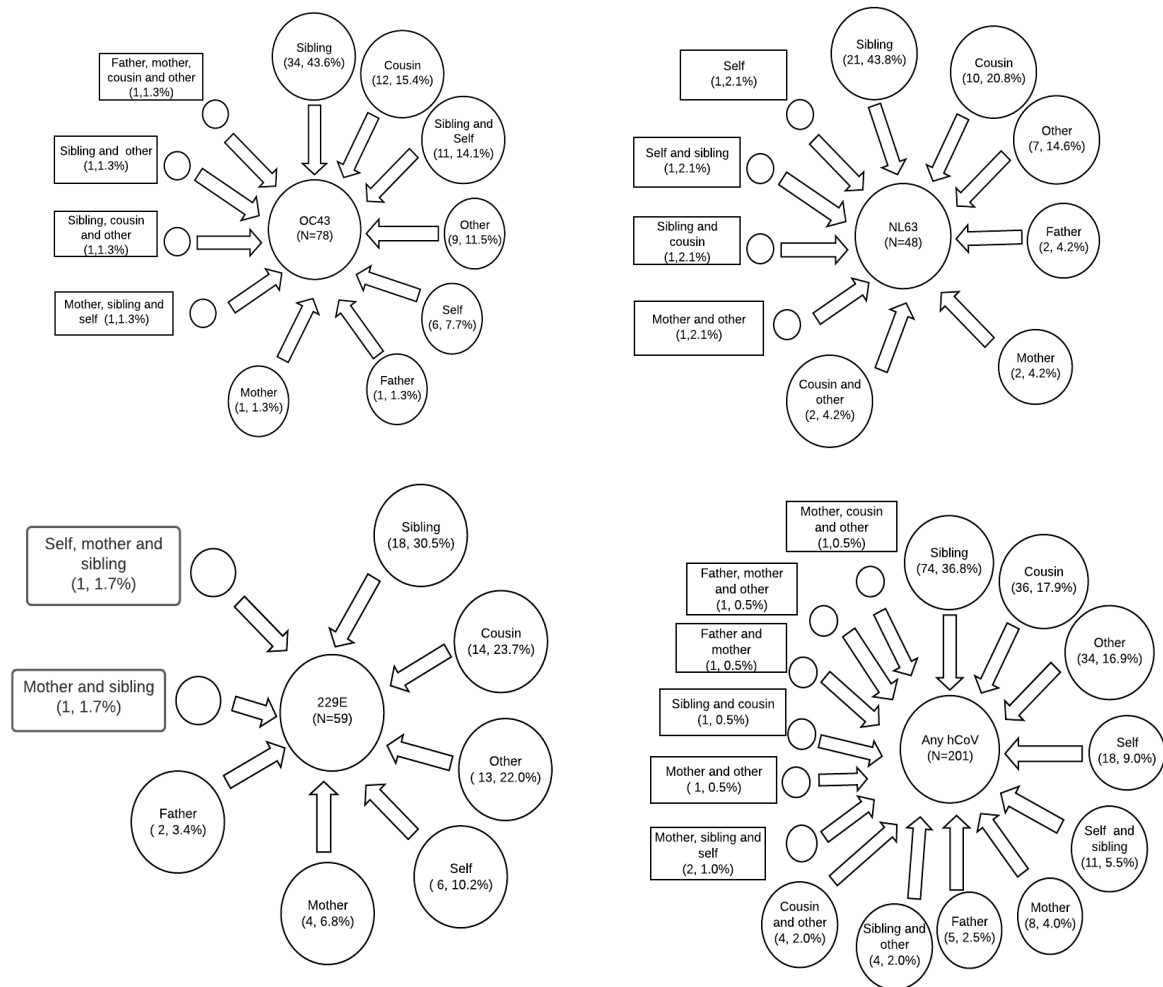 Sibling
(34, 43.6%)
Cousin
(12, 15.4%)
Sibling and
Self
(11, 14.1%)
Other
(9, 11.5%)
Self
(6, 7.7%)
Father
(1, 1.3%)
Mother
(1, 1.3%)
Mother, sibling and
self (1,1.3%)
Sibling, cousin
and other
(1,1.3%)
Sibling and other
(1,1.3%)
Father, mother,
cousin and other
(1,1.3%)
OC43
(N=78)
Sibling
(21, 43.8%)
Cousin
(10, 20.8%)
Other
(7, 14.6%)
Father
(2, 4.2%)
Mother
(2, 4.2%)
Cousin and
other
(2, 4.2%)
Mother and other
(1,2.1%)
Sibling and
cousin
(1,2.1%)
Self and sibling
(1,2.1%)
Self
(1,2.1%)
NL63
(N=48)
Sibling
(18, 30.5%)
Cousin
(14, 23.7%)
Other
( 13, 22.0%)
Self
( 6, 10.2%)
Mother
(4, 6.8%)
Father
( 2, 3.4%)
Mother and sibling
(1, 1.7%)
Self, mother and
sibling
(1, 1.7%)
229E
(N=59)
Sibling
(74, 36.8%)
Cousin
(36, 17.9%)
Other
(34, 16.9%)
Self
(18, 9.0%)
Self and
sibling
(11, 5.5%)
Mother
(8, 4.0%)
Father
(5, 2.5%)
Sibling and
other
(4, 2.0%)
Cousin
and other
(4, 2.0%)
Mother, sibling and
self
(2, 1.0%)
Mother and other
( 1, 0.5%)
Sibling and cousin
(1, 0.5%)
Father and
mother
(1, 0.5%)
Father, mother
and other
(1, 0.5%)
Mother, cousin
and other
(1,0.5%)
Any hCoV
(N=201)